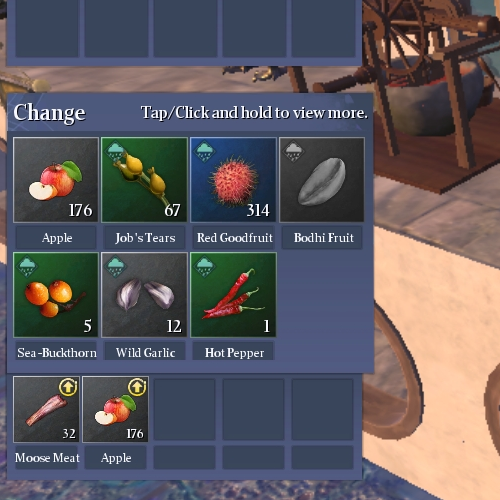 Change Tap/Click and hold to view more.
176 67 314
Apple Job's Tears Red Goodfruit Bodhi Fruit
5 12 1
Sea-Buckthorn Wild Garlic Hot Pepper
32 176
Moose Meat Apple